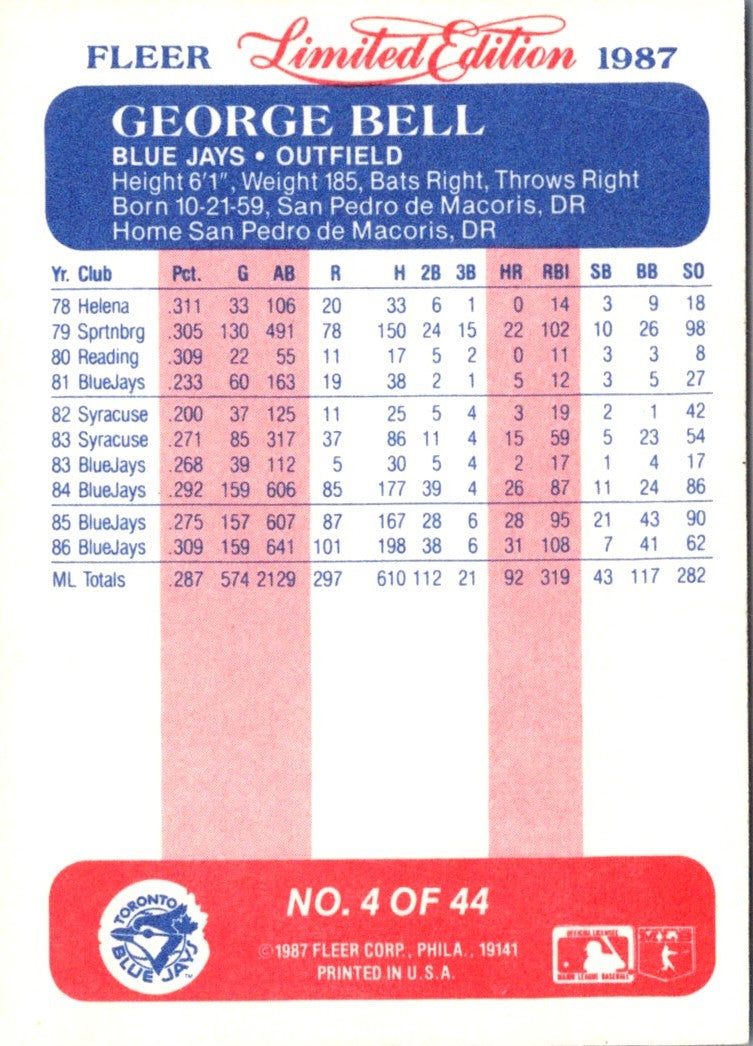 FLEER Limited Edition 1987
GEORGE BELL
BLUE JAYS • OUTFIELD
Height 6'1", Weight 185, Bats Right, Throws Right
Born 10-21-59, San Pedro de Macoris, DR
Home San Pedro de Macoris, DR
Yr. Club Pct. G AB R H 2B 3B HR RBI SB BB SO
78 Helena .311 33 106 20 33 6 1 0 14 3 9 18
79 Sprtnbrg .305 130 491 78 150 24 15 22 102 10 26 98
80 Reading .309 22 55 11 17 5 2 0 11 3 3 8
81 BlueJays .233 60 163 19 38 2 1 5 12 3 5 27
82 Syracuse .200 37 125 11 25 5 4 3 19 2 1 42
83 Syracuse .271 85 317 37 86 11 4 15 59 5 23 54
83 BlueJays .268 39 112 5 30 5 4 2 17 1 4 17
84 BlueJays .292 159 606 85 177 39 4 26 87 11 24 86
85 BlueJays .275 157 607 87 167 28 6 28 95 21 43 90
86 BlueJays .309 159 641 101 198 38 6 31 108 7 41 62
ML Totals .287 574 2129 297 610 112 21 92 319 43 117 282
NO. 4 OF 44
©1987 FLEER CORP., PHILA., 19141
PRINTED IN U.S.A.
TORONTO
BLUE JAYS
TM
OFFICIAL LICENSEE
MAJOR LEAGUE BASEBALL